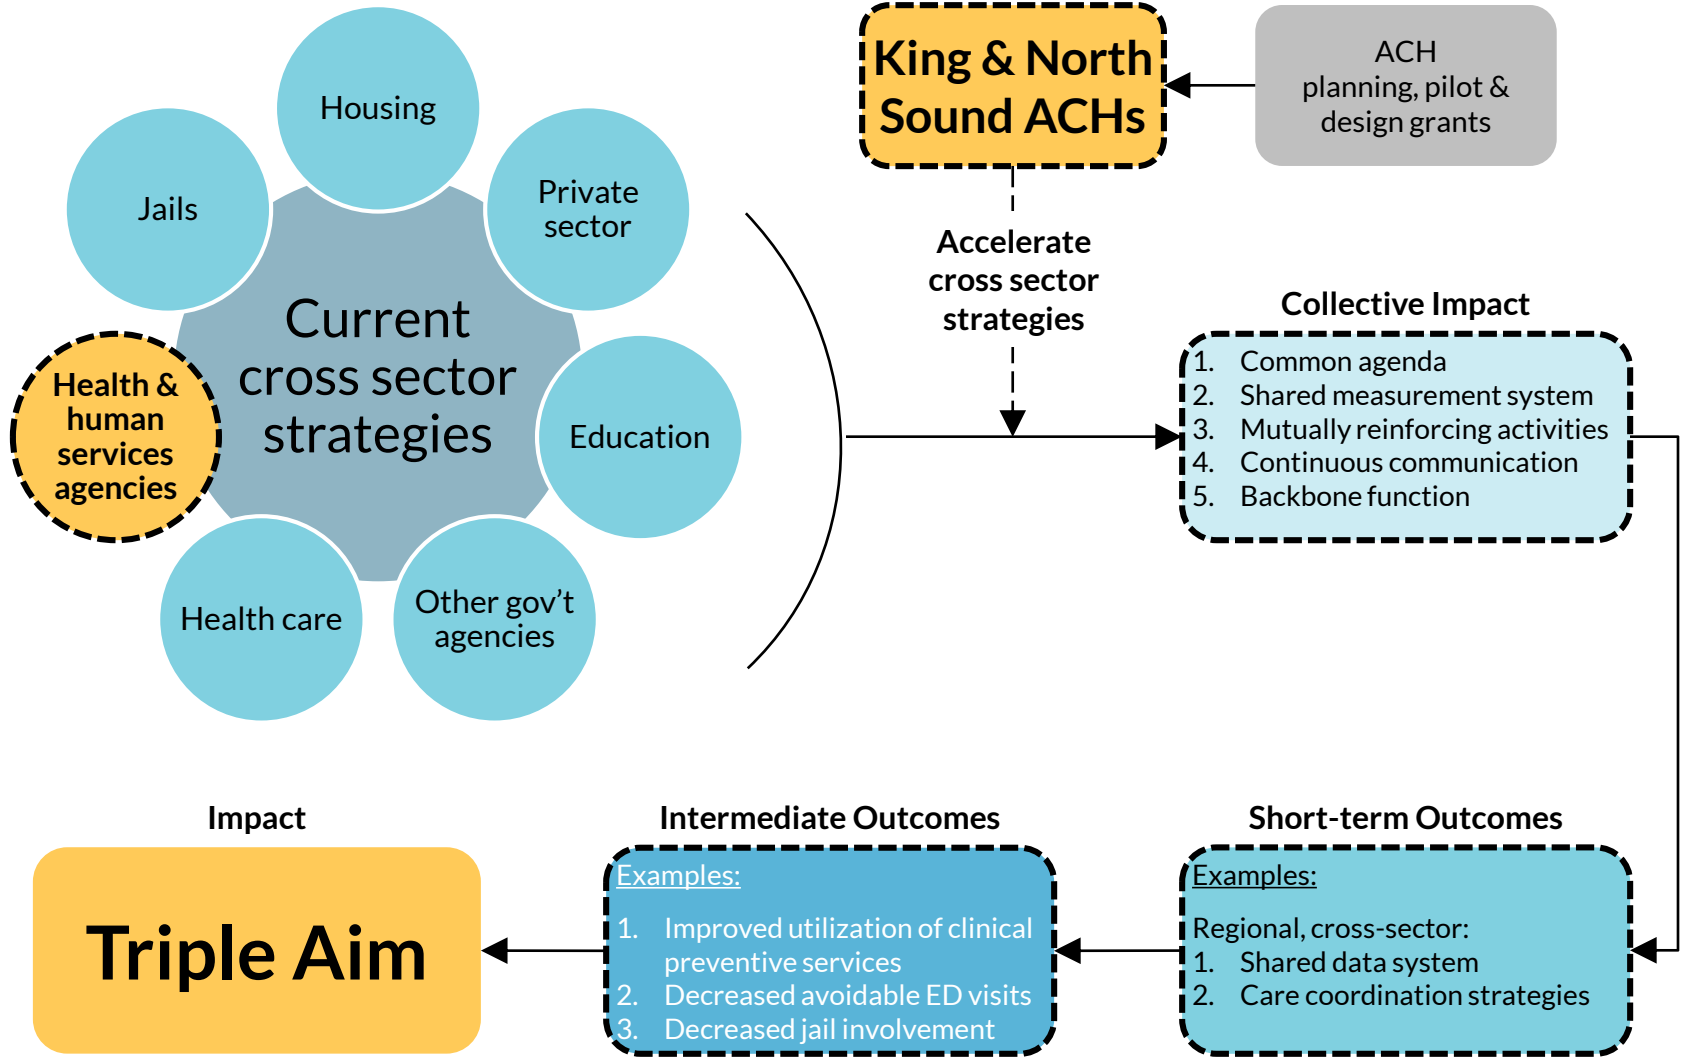 Housing
Private
sector
Jails
Current
cross sector
strategies
Health &
human
services
agencies
Education
Health care
Other gov’t
agencies
King & North
Sound ACHs
ACH
planning, pilot &
design grants
Accelerate
cross sector
strategies
Collective Impact
1. Common agenda
2. Shared measurement system
3. Mutually reinforcing activities
4. Continuous communication
5. Backbone function
Short-term Outcomes
Examples:
Regional, cross-sector:
1. Shared data system
2. Care coordination strategies
Intermediate Outcomes
Examples:
1. Improved utilization of clinical
preventive services
2. Decreased avoidable ED visits
3. Decreased jail involvement
Impact
Triple Aim